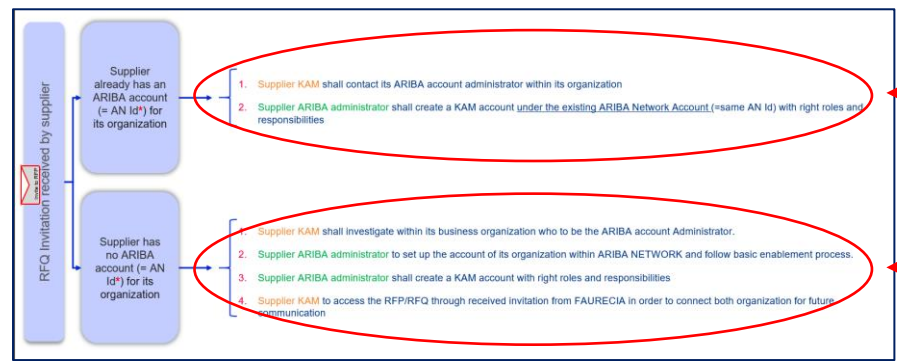 RFQ Invitation received by supplier
Invite to RFP
Supplier
already has an
ARIBA account
(= AN Id*) for
its organization
1. Supplier KAM shall contact its ARIBA account administrator within its organization
2. Supplier ARIBA administrator shall create a KAM account under the existing ARIBA Network Account (=same AN Id) with right roles and
responsibilities
Supplier has
no ARIBA
account (= AN
Id*) for its
organization
1. Supplier KAM shall investigate within its business organization who to be the ARIBA account Administrator.
2. Supplier ARIBA administrator to set up the account of its organization within ARIBA NETWORK and follow basic enablement process.
3. Supplier ARIBA administrator shall create a KAM account with right roles and responsibilities
4. Supplier KAM to access the RFP/RFQ through received invitation from FAURECIA in order to connect both organization for future
communication